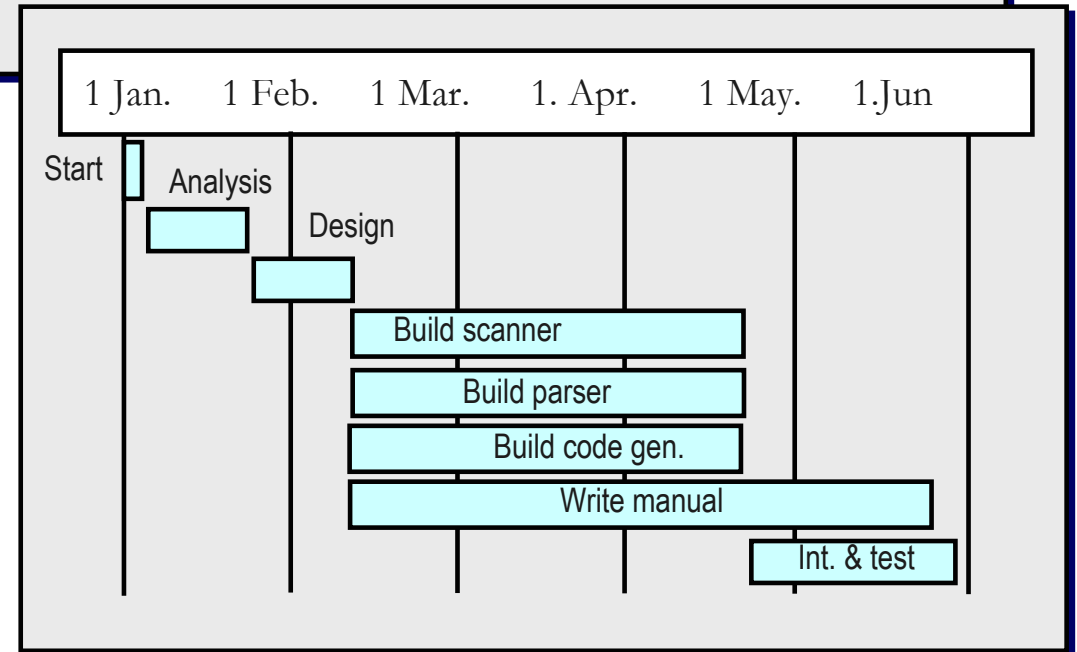 1 Jan. 1 Feb. 1 Mar. 1. Apr. 1 May. 1.Jun
Start
Analysis
Design
Build scanner
Build parser
Build code gen.
Write manual
Int. & test